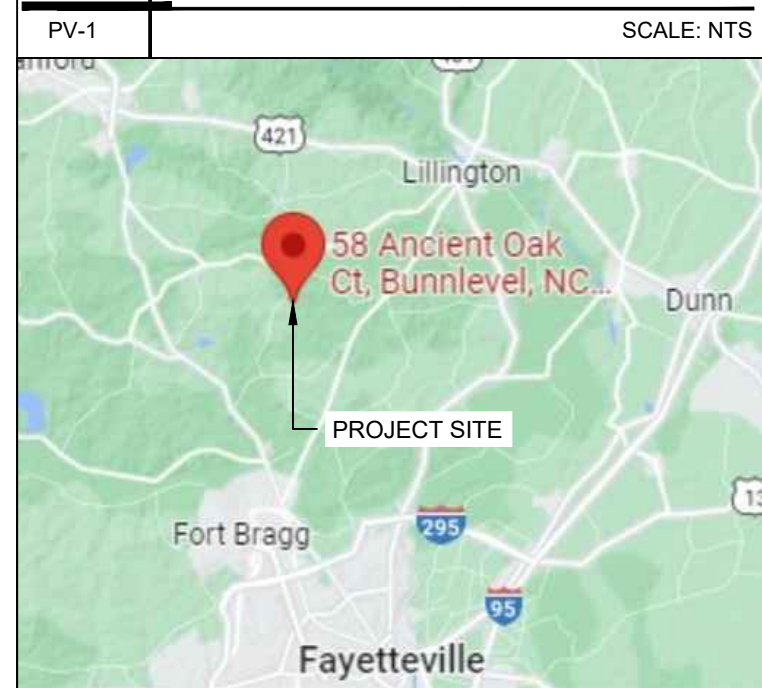 PV-1
SCALE: NTS
421
Lillington
58 Ancient Oak
Ct, Bunnlevel, NC...
Dunn
PROJECT SITE
Fort Bragg
295
95
Fayetteville